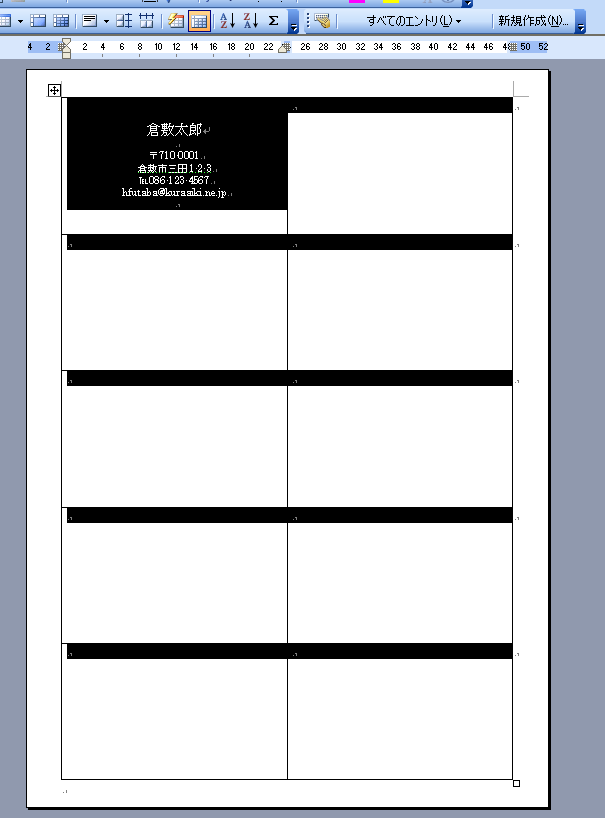 すべてのエントリ(L)
新規作成(N)...
4 2 2 4 6 8 10 12 14 16 18 20 22 26 28 30 32 34 36 38 40 42 44 46 48 50 52
倉敷太郎
〒710-0001
倉敷市三田1-2-3
℡086-123-4567
hfutaba@kurasiki.ne.jp